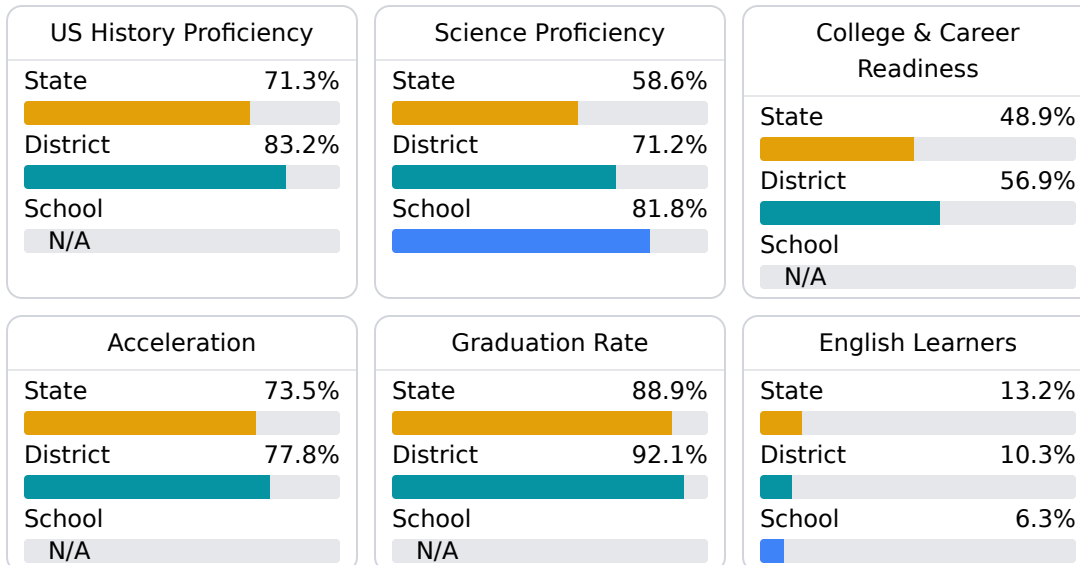 US History Proficiency
State 71.3%
District 83.2%
School
N/A
Science Proficiency
State 58.6%
District 71.2%
School 81.8%
College & Career
Readiness
State 48.9%
District 56.9%
School
N/A
Acceleration
State 73.5%
District 77.8%
School
N/A
Graduation Rate
State 88.9%
District 92.1%
School
N/A
English Learners
State 13.2%
District 10.3%
School 6.3%